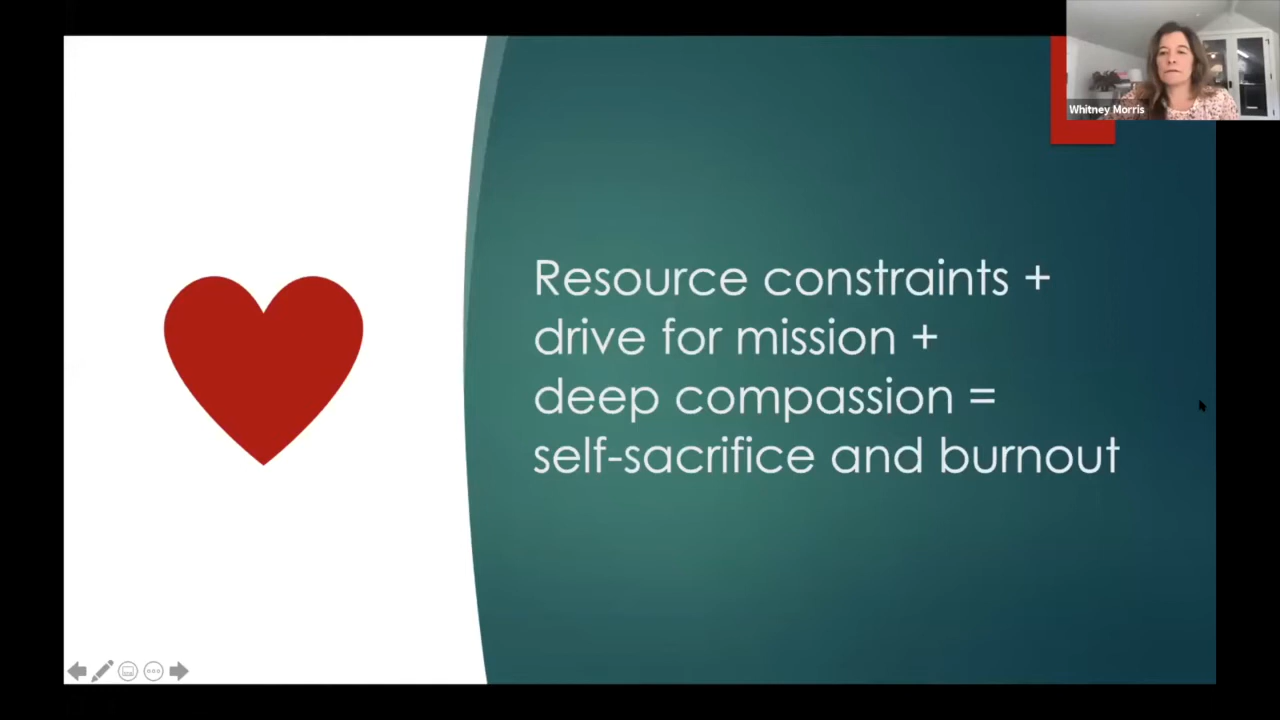 Whitney Morris
Resource constraints +
drive for mission +
deep compassion =
self-sacrifice and burnout